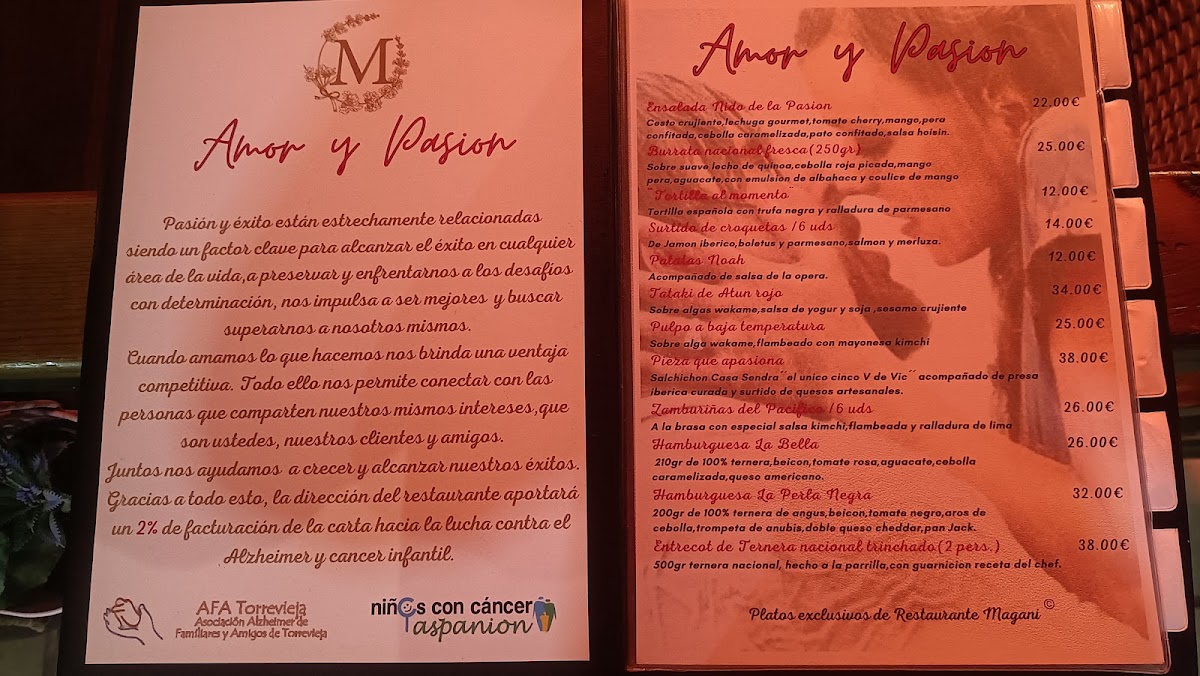 M
Amor y Pasion
Pasión y éxito están estrechamente relacionadas
siendo un factor clave para alcanzar el éxito en cualquier
área de la vida,a preservar y enfrentarnos a los desafíos
con determinación, nos impulsa a ser mejores y buscar
superarnos a nosotros mismos.
Cuando amamos lo que hacemos nos brinda una ventaja
competitiva. Todo ello nos permite conectar con las
personas que comparten nuestros mismos intereses,que
son ustedes, nuestros clientes y amigos.
Juntos nos ayudamos a crecer y alcanzar nuestros éxitos.
Gracias a todo esto, la dirección del restaurante aportará
un 2% de facturación de la carta hacia la lucha contra el
Alzheimer y cancer infantil.
AFA Torrevieja
Asociación Alzheimer de
Familiares y Amigos de Torrevieja
niños con cáncer
aspanion
Amor y Pasion
Ensalada Nido de la Pasion 22.00€
Cesto crujiente,lechuga gourmet,tomate cherry,mango,pera
confitada,cebolla caramelizada,pato confitado,salsa hoisin.
Burrata nacional fresca(250gr) 25.00€
Sobre suave lecho de quinoa,cebolla roja picada,mango
pera,aguacate,con emulsion de albahaca y coulice de mango
¨Tortilla al momento¨ 12.00€
Tortilla española con trufa negra y ralladura de parmesano
Surtido de croquetas /6 uds 14.00€
De Jamon iberico,boletus y parmesano,salmon y merluza.
Patatas Noah 12.00€
Acompañado de salsa de la opera.
Tataki de Atun rojo 34.00€
Sobre algas wakame,salsa de yogur y soja ,sesamo crujiente
Pulpo a baja temperatura 25.00€
Sobre alga wakame,flambeado con mayonesa kimchi
Pieza que apasiona 38.00€
Salchichon Casa Sendra´´el unico cinco V de Vic´´ acompañado de presa
iberica curada y surtido de quesos artesanales.
Zamburiñas del Pacifico /6 uds 26.00€
A la brasa con especial salsa kimchi,flambeada y ralladura de lima
Hamburguesa La Bella 26.00€
210gr de 100% ternera,beicon,tomate rosa,aguacate,cebolla
caramelizada,queso americano.
Hamburguesa La Perla Negra 32.00€
200gr de 100% ternera de angus,beicon,tomate negro,aros de
cebolla,trompeta de anubis,doble queso cheddar,pan Jack.
Entrecot de Ternera nacional trinchado(2 pers.) 38.00€
500gr ternera nacional, hecho a la parrilla,con guarnicion receta del chef.
Platos exclusivos de Restaurante Magani ©